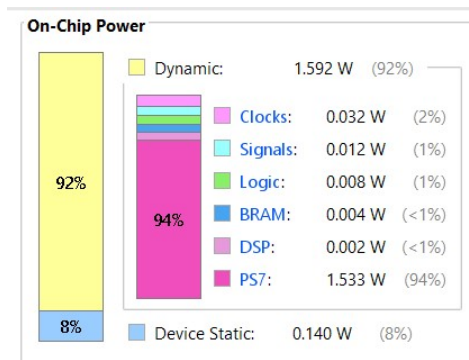 On-Chip Power
Dynamic: 1.592 W (92%)
Clocks: 0.032 W (2%)
Signals: 0.012 W (1%)
92%
Logic: 0.008 W (1%)
BRAM: 0.004 W (<1%)
94%
DSP: 0.002 W (<1%)
PS7: 1.533 W (94%)
8%
Device Static: 0.140 W (8%)